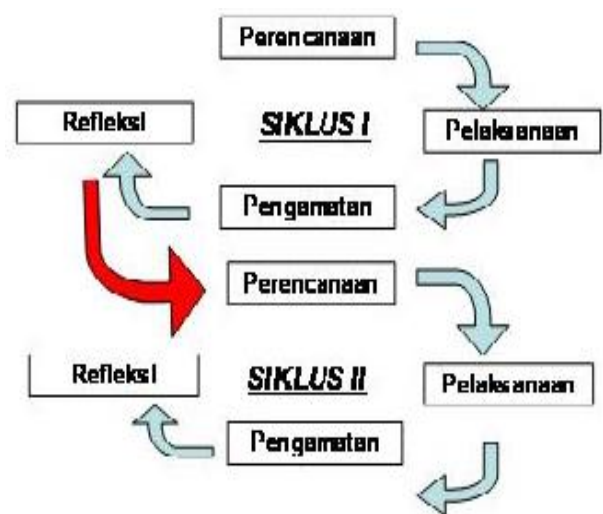 Perencanaan
Refleksi
SIKLUS I
Pelaksanaan
Pengamatan
Perencanaan
Refleksi
SIKLUS II
Pelaksanaan
Pengamatan